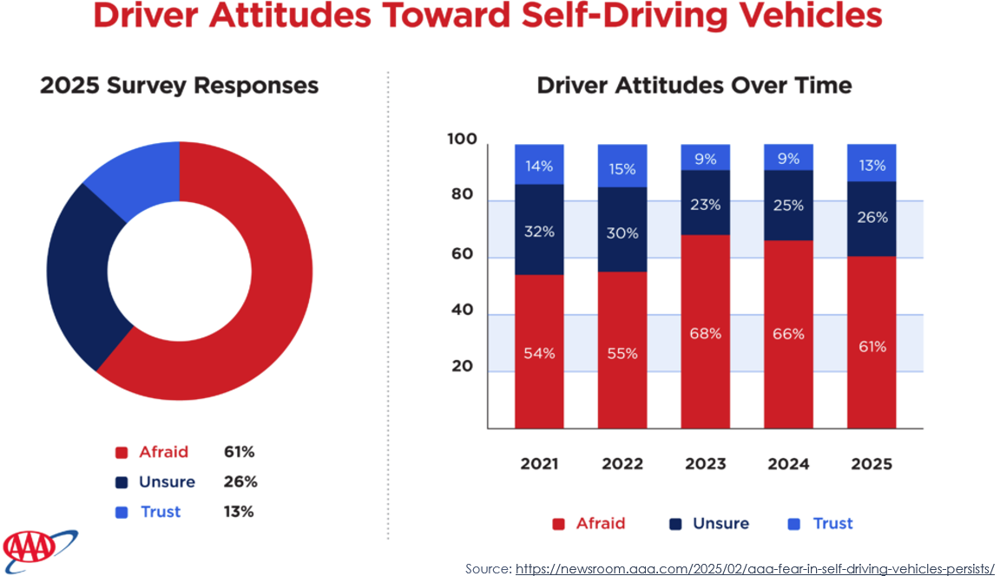 Driver Attitudes Toward Self-Driving Vehicles
2025 Survey Responses
Afraid 61%
Unsure 26%
Trust 13%
AAA
Driver Attitudes Over Time
100
80
60
40
20
14% 15% 9% 9% 13%
32% 30% 23% 25% 26%
54% 55% 68% 66% 61%
2021 2022 2023 2024 2025
Afraid Unsure Trust
Source: https://newsroom.aaa.com/2025/02/aaa-fear-in-self-driving-vehicles-persists/